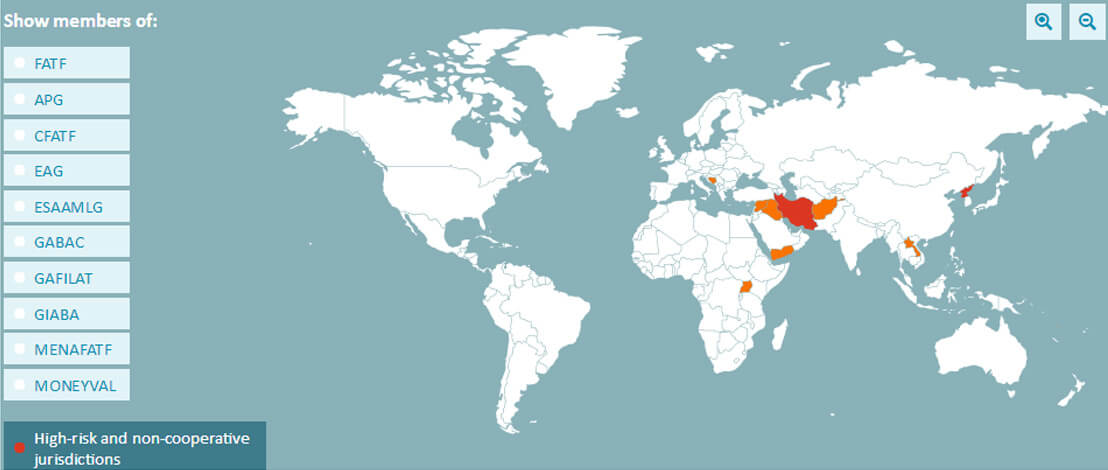 Show members of:
FATF
APG
CFATF
EAG
ESAAMLG
GABAC
GAFILAT
GIABA
MENAFATF
MONEYVAL
High-risk and non-cooperative
jurisdictions